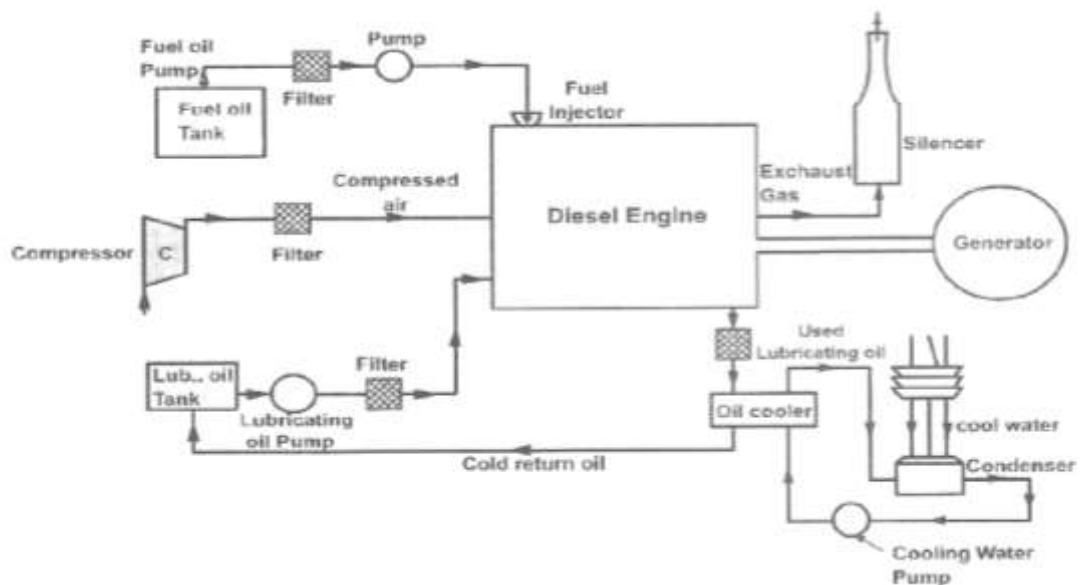 Fuel oil
Pump
Pump
Filter
Fuel oil
Tank
Fuel
Injector
Silencer
Compressed
air
Exchaust
Gas
Diesel Engine
Generator
Compressor
C
Filter
Used
Lubricating oil
Filter
Lub.. oil
Tank
Oil cooler
Lubricating
oil Pump
cool water
Cold return oil
Condenser
Cooling Water
Pump